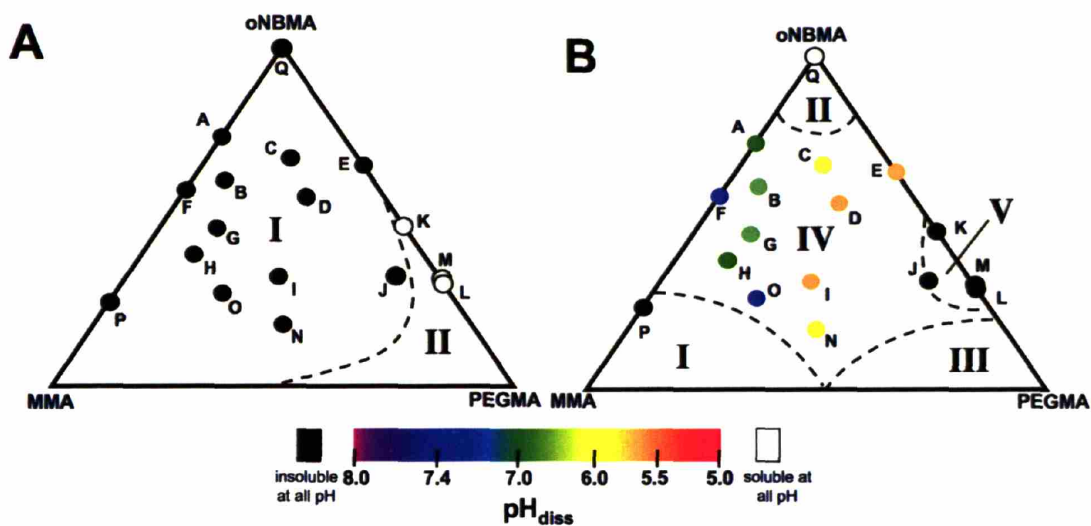 A
oNBMA
Q
A
C
E
B
D
F
K
G
I
H
M
J
I
L
O
P
N
II
MMA
PEGMA
B
oNBMA
Q
II
A
C
E
B
V
D
F
K
G
IV
H
J
M
I
L
O
P
N
I
III
MMA
PEGMA
insoluble
at all pH
8.0 7.4 7.0 6.0 5.5 5.0
soluble at
all pH
pHdiss